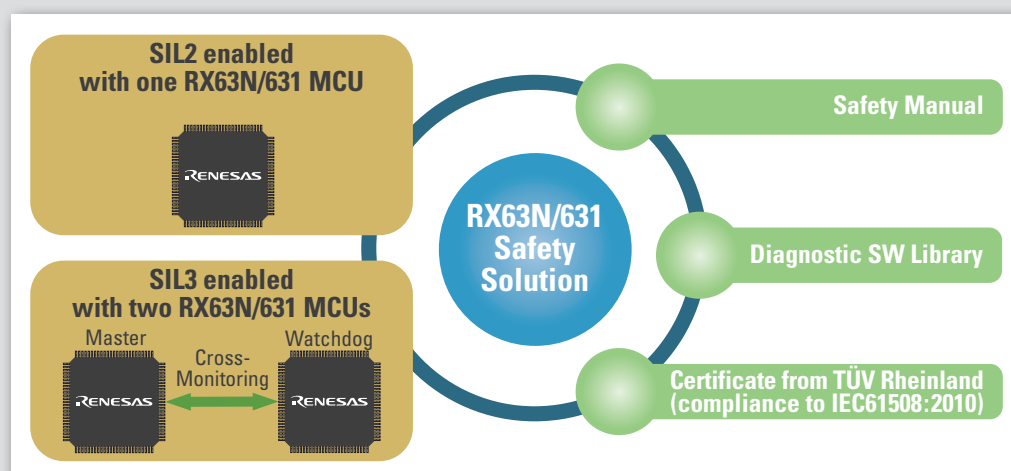 SIL2 enabled
with one RX63N/631 MCU
RENESAS
SIL3 enabled
with two RX63N/631 MCUs
Master
Watchdog
Cross-
Monitoring
RENESAS
RENESAS
RX63N/631
Safety
Solution
Safety Manual
Diagnostic SW Library
Certificate from TÜV Rheinland
(compliance to IEC61508:2010)